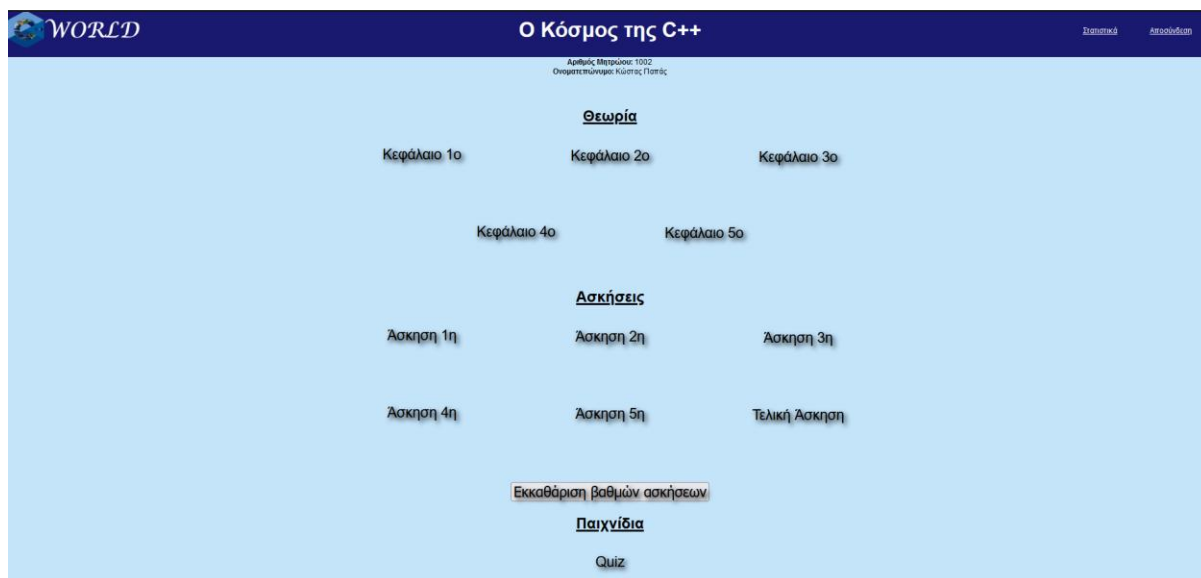 WORLD
Ο Κόσμος της C++
Στατιστικά Αποσύνδεση
Αριθμός Μητρώου: 1002
Ονοματεπώνυμο: Κώστας Παπάς
Θεωρία
Κεφάλαιο 1ο Κεφάλαιο 2ο Κεφάλαιο 3ο
Κεφάλαιο 4ο Κεφάλαιο 5ο
Ασκήσεις
Άσκηση 1η Άσκηση 2η Άσκηση 3η
Άσκηση 4η Άσκηση 5η Τελική Άσκηση
Εκκαθάριση βαθμών ασκήσεων
Παιχνίδια
Quiz